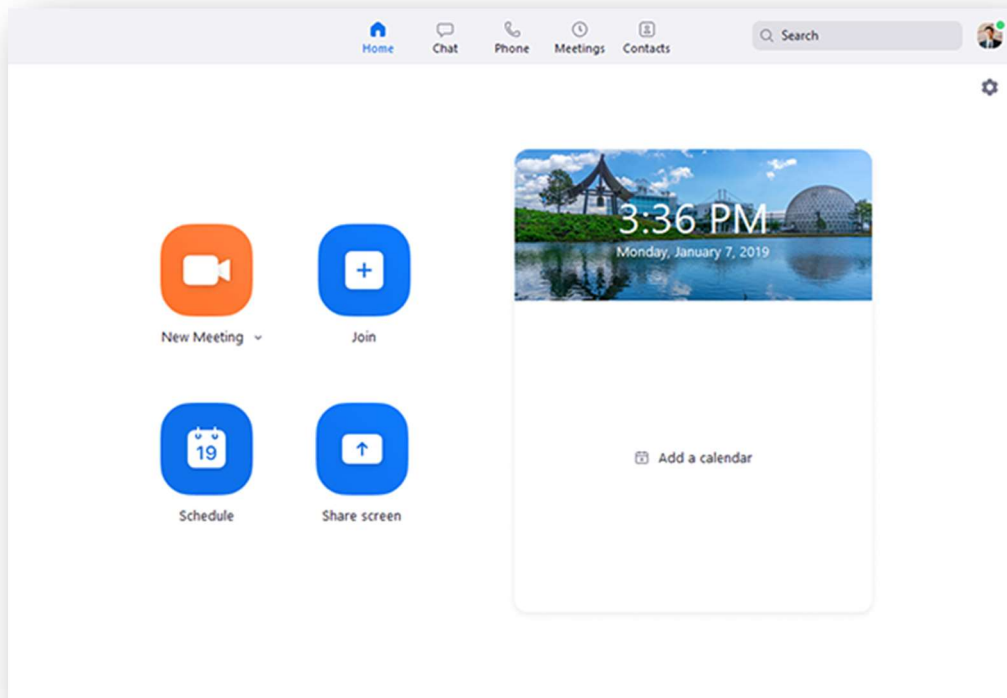 Home
Chat
Phone
Meetings
Contacts
Search
3:36 PM
Monday, January 7, 2019
New Meeting
Join
19
Schedule
Share screen
Add a calendar